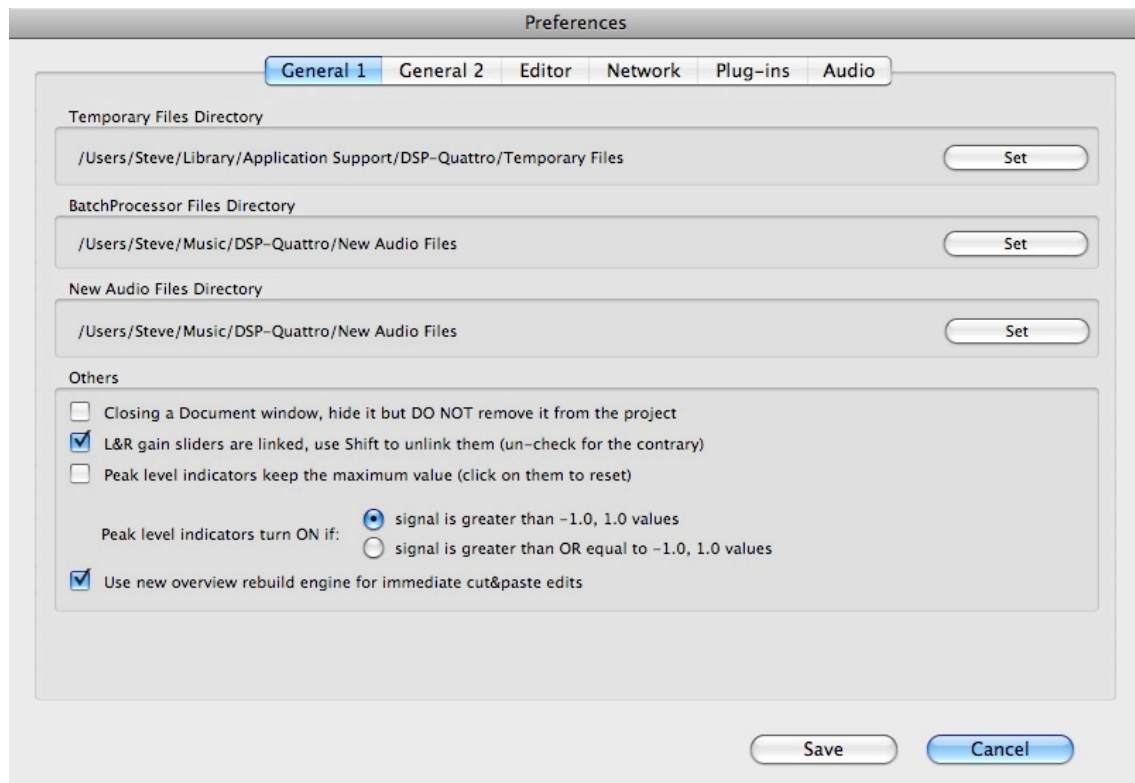 Preferences
General 1 General 2 Editor Network Plug-ins Audio
Temporary Files Directory
/Users/Steve/Library/Application Support/DSP-Quattro/Temporary Files Set
BatchProcessor Files Directory
/Users/Steve/Music/DSP-Quattro/New Audio Files Set
New Audio Files Directory
/Users/Steve/Music/DSP-Quattro/New Audio Files Set
Others
Closing a Document window, hide it but DO NOT remove it from the project
L&R gain sliders are linked, use Shift to unlink them (un-check for the contrary)
Peak level indicators keep the maximum value (click on them to reset)
Peak level indicators turn ON if:
signal is greater than -1.0, 1.0 values
signal is greater than OR equal to -1.0, 1.0 values
Use new overview rebuild engine for immediate cut&paste edits
Save Cancel